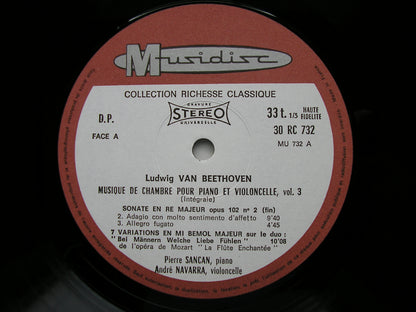 Musidisc
COLLECTION RICHESSE CLASSIQUE
GRAVURE
STEREO
UNIVERSELLE
D.P.
FACE A
33 t. 1/3 HAUTE FIDELITE
30 RC 732
MU 732 A
Ludwig VAN BEETHOVEN
MUSIQUE DE CHAMBRE POUR PIANO ET VIOLONCELLE, vol. 3
(Intégrale)
SONATE EN RE MAJEUR opus 102 nº 2 (fin)
2. Adagio con molto sentimento d'affetto 9'40
3. Allegro fugato 4'45
7 VARIATIONS EN MI BEMOL MAJEUR sur le duo :
"Bei Männern Welche Liebe Fühlen" 10'08
de l'opéra de Mozart "La Flûte Enchantée"
Pierre SANCAN, piano
André NAVARRA, violoncelle